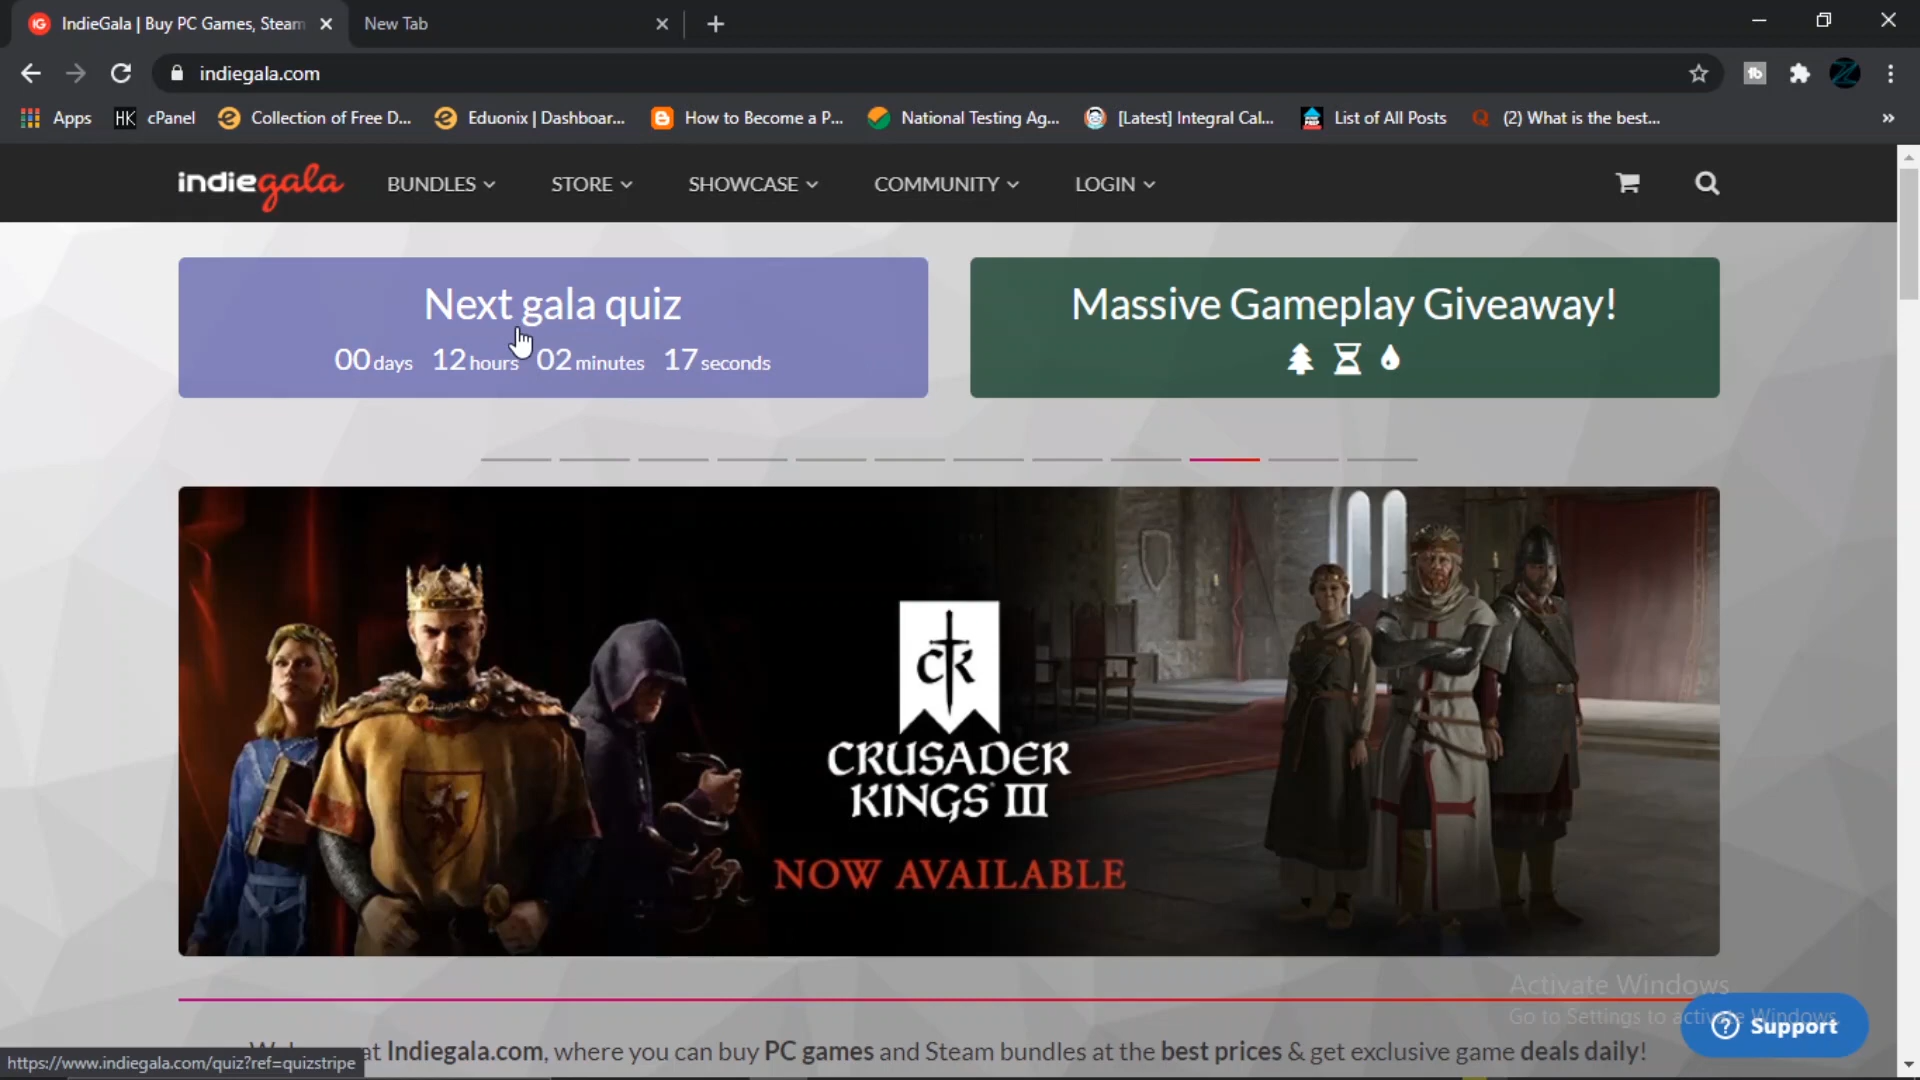 IndieGala | Buy PC Games, Steam
New Tab
indiegala.com
Apps
HK cPanel
Collection of Free D...
Eduonix | Dashboar...
How to Become a P...
National Testing Ag...
[Latest] Integral Cal...
List of All Posts
(2) What is the best...
»
indiegala
BUNDLES
STORE
SHOWCASE
COMMUNITY
LOGIN
Next gala quiz
00 days 12 hours 02 minutes 17 seconds
Massive Gameplay Giveaway!
CK
CRUSADER
KINGS III
NOW AVAILABLE
Activate Windows
Go to Settings to activate Windows.
Support
at Indiegala.com, where you can buy PC games and Steam bundles at the best prices & get exclusive game deals daily!
https://www.indiegala.com/quiz?ref=quizstripe